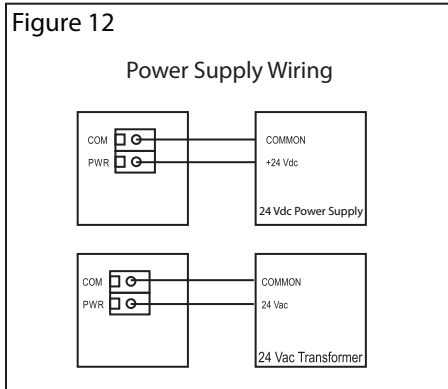 Figure 12
Power Supply Wiring
COM
COMMON
PWR
+24 Vdc
24 Vdc Power Supply
COM
COMMON
PWR
24 Vac
24 Vac Transformer